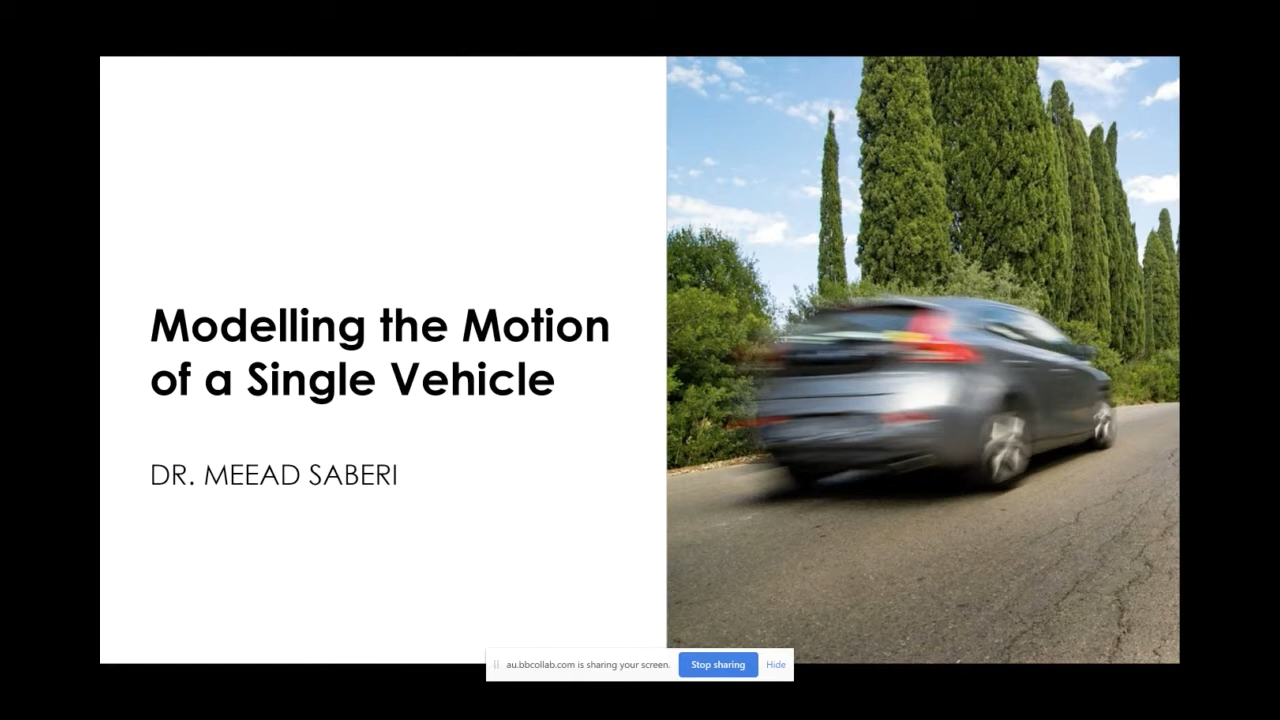 Modelling the Motion
of a Single Vehicle
DR. MEEAD SABERI
au.bbcollab.com is sharing your screen. Stop sharing Hide